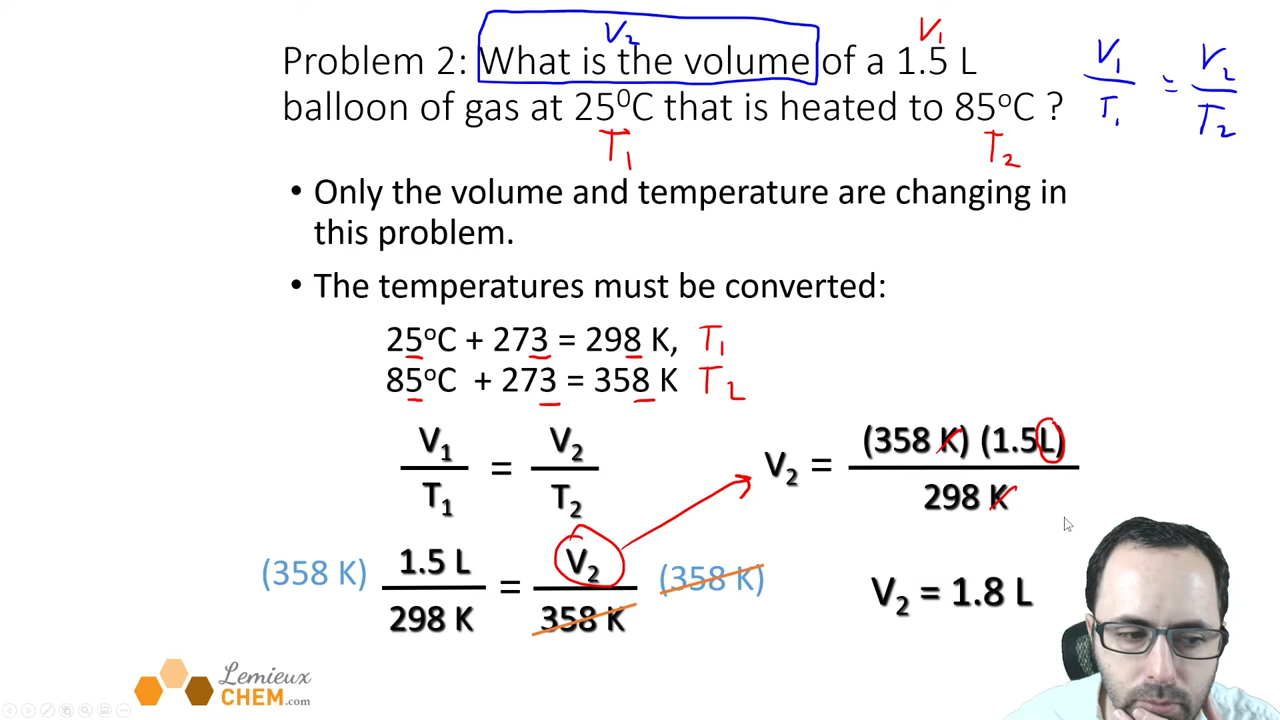 V₂ V₁
Problem 2: What is the volume of a 1.5 L
balloon of gas at 25⁰C that is heated to 85ᵒC ?
V₁/T₁ = V₂/T₂
T₁ T₂
• Only the volume and temperature are changing in
this problem.
• The temperatures must be converted:
25ᵒC + 273 = 298 K, T₁
85ᵒC + 273 = 358 K T₂
V₁/T₁ = V₂/T₂
(358 K) 1.5 L/298 K = V₂/358 K (358 K)
V₂ = (358 K) (1.5L)/298 K
V₂ = 1.8 L
Lemieux
CHEM.com